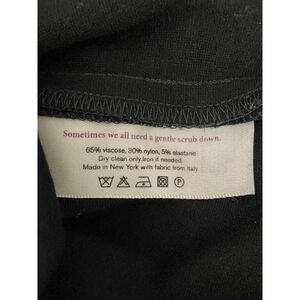 Sometimes we all need a gentle scrub down.
65% viscose, 30% nylon, 5% elastane
Dry clean only.Iron if needed.
Made in New York with fabric from Italy.